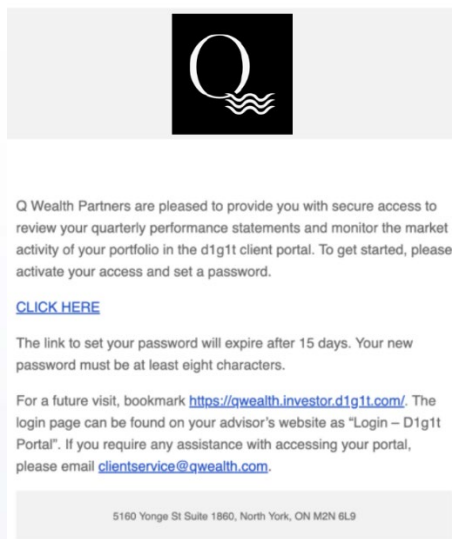 Q
Q Wealth Partners are pleased to provide you with secure access to
review your quarterly performance statements and monitor the market
activity of your portfolio in the d1g1t client portal. To get started, please
activate your access and set a password.
CLICK HERE
The link to set your password will expire after 15 days. Your new
password must be at least eight characters.
For a future visit, bookmark https://qwealth.investor.d1g1t.com/. The
login page can be found on your advisor's website as “Login – D1g1t
Portal”. If you require any assistance with accessing your portal,
please email clientservice@qwealth.com.
5160 Yonge St Suite 1860, North York, ON M2N 6L9